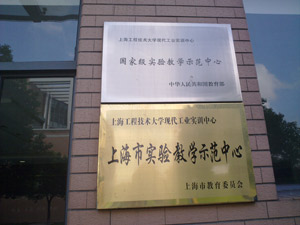 上海工程技术大学现代工业实训中心
国家级实验教学示范中心
中华人民共和国教育部
上海工程技术大学现代工业实训中心
上海市实验教学示范中心
上海市教育委员会